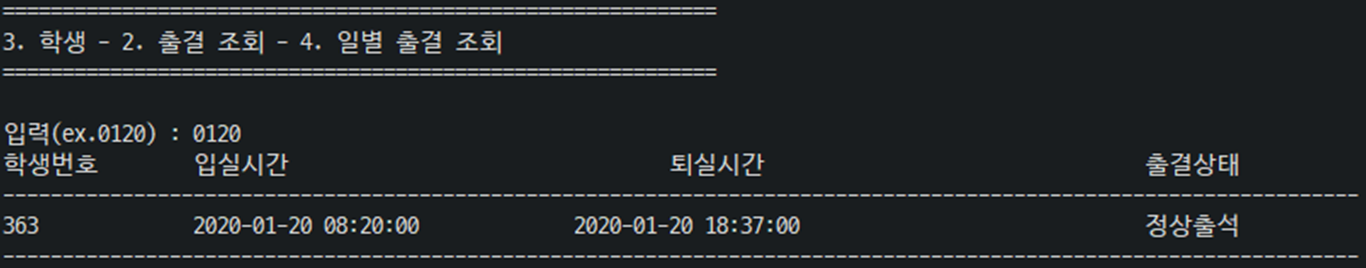 ============================================================
3. 학생 - 2. 출결 조회 - 4. 일별 출결 조회
============================================================
입력(ex.0120) : 0120
학생번호 입실시간 퇴실시간 출결상태
------------------------------------------------------------------------------------------------------------------
363 2020-01-20 08:20:00 2020-01-20 18:37:00 정상출석
------------------------------------------------------------------------------------------------------------------